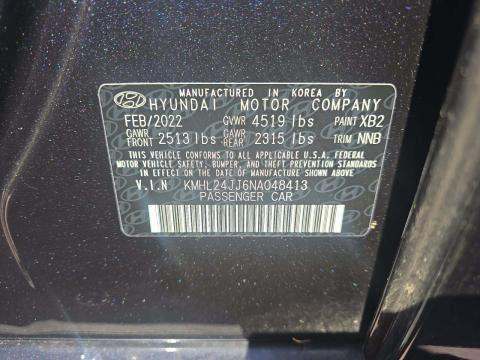 MANUFACTURED IN KOREA BY
HYUNDAI MOTOR COMPANY
FEB/2022 GVWR 4519 lbs PAINT XB2
GAWR FRONT 2513 lbs GAWR REAR 2315 lbs TRIM NNB
THIS VEHICLE CONFORMS TO ALL APPLICABLE U.S.A. FEDERAL
MOTOR VEHICLE SAFETY, BUMPER, AND THEFT PREVENTION STANDARDS
IN EFFECT ON THE DATE OF MANUFACTURE SHOWN ABOVE.
V.I.N KMHL24JJ6NA048413
PASSENGER CAR